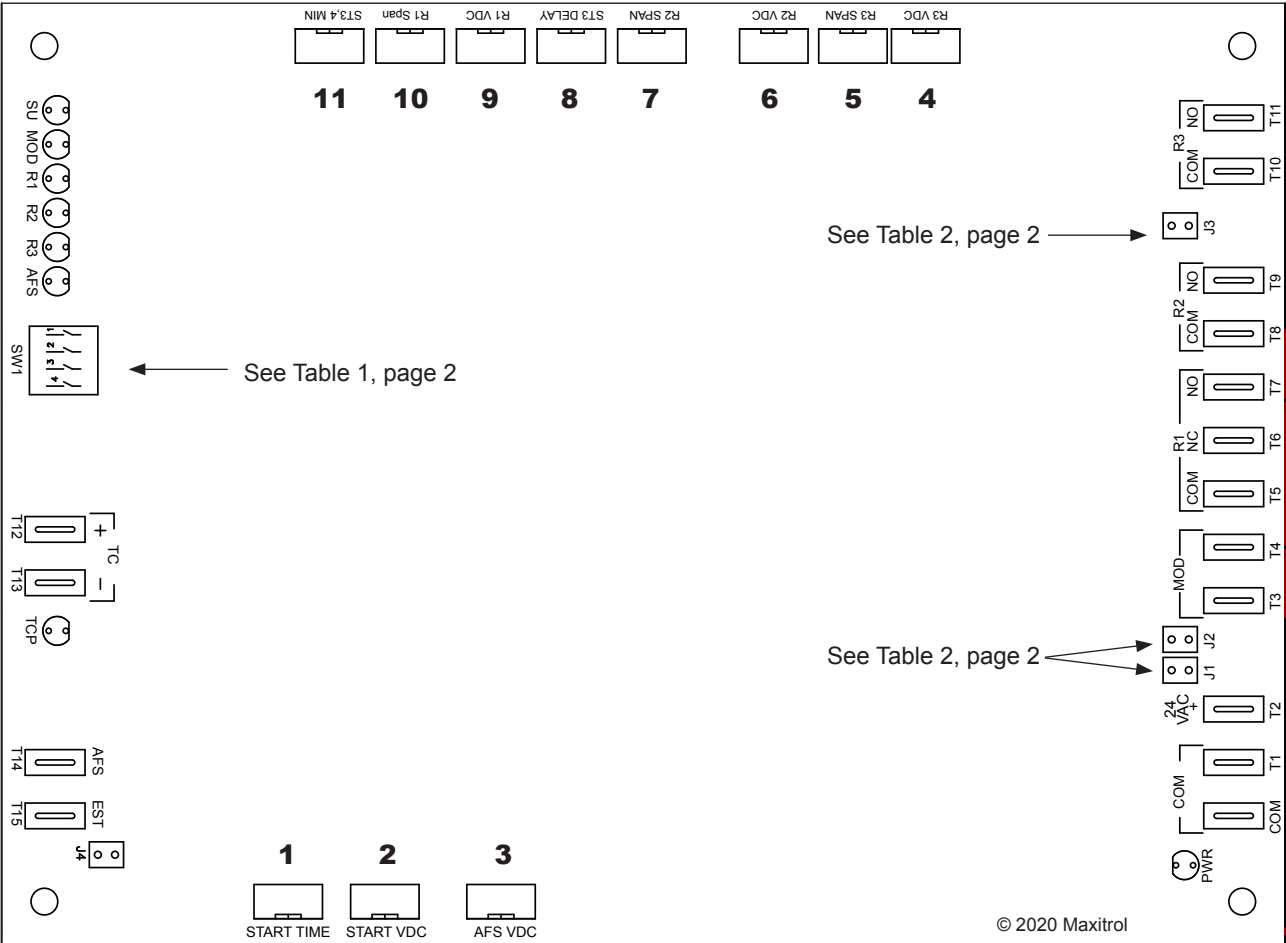 ST3,4 MIN
R1 Span
R1 VDC
ST3 DELAY
R2 SPAN
R2 VDC
R3 SPAN
R3 VDC
11
10
9
8
7
6
5
4
SU
MOD
R1
R2
R3
AFS
SW1
1
2
3
4
See Table 1, page 2
T12
+
TC
T13
−
TCP
T14
AFS
T15
EST
J4
1
2
3
START TIME
START VDC
AFS VDC
R3
NO
T11
COM
T10
See Table 2, page 2
J3
R2
NO
T9
COM
T8
R1
NO
T7
NC
T6
COM
T5
MOD
T4
T3
See Table 2, page 2
J2
J1
24
VAC
+
T2
COM
T1
COM
PWR
© 2020 Maxitrol